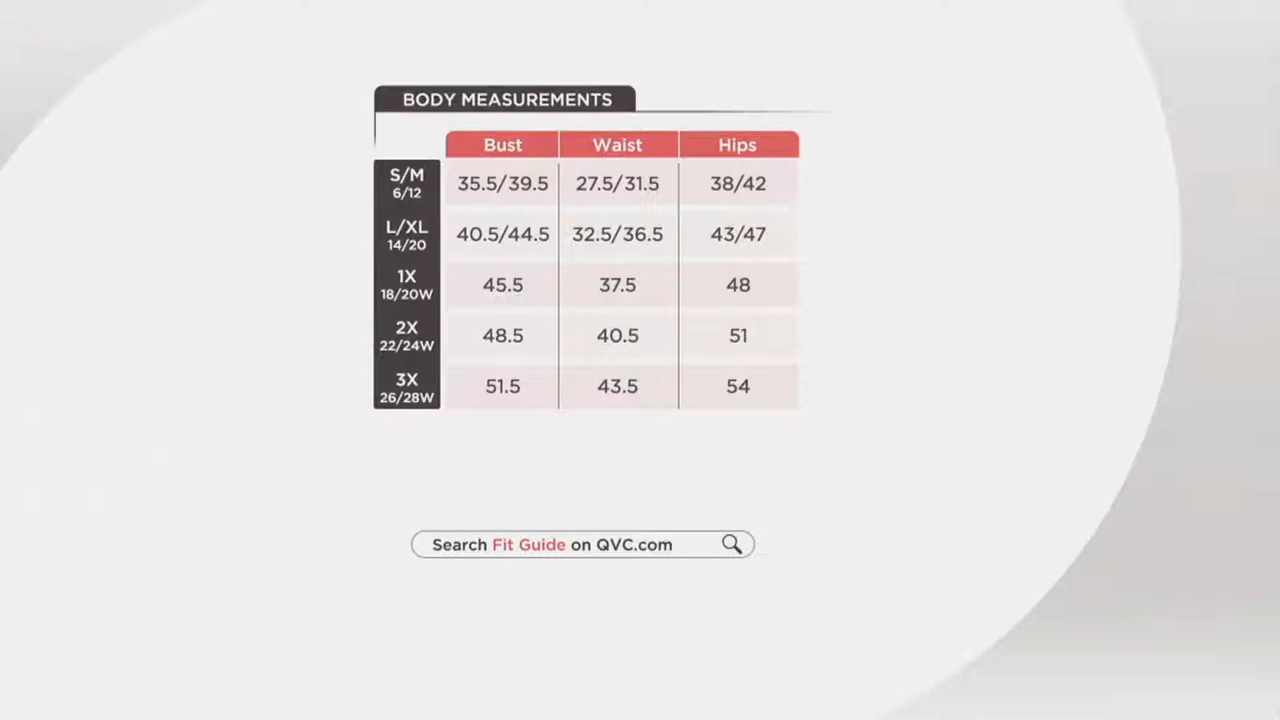 BODY MEASUREMENTS
Bust Waist Hips
S/M
6/12
35.5/39.5 27.5/31.5 38/42
L/XL
14/20
40.5/44.5 32.5/36.5 43/47
1X
18/20W
45.5 37.5 48
2X
22/24W
48.5 40.5 51
3X
26/28W
51.5 43.5 54
Search Fit Guide on QVC.com